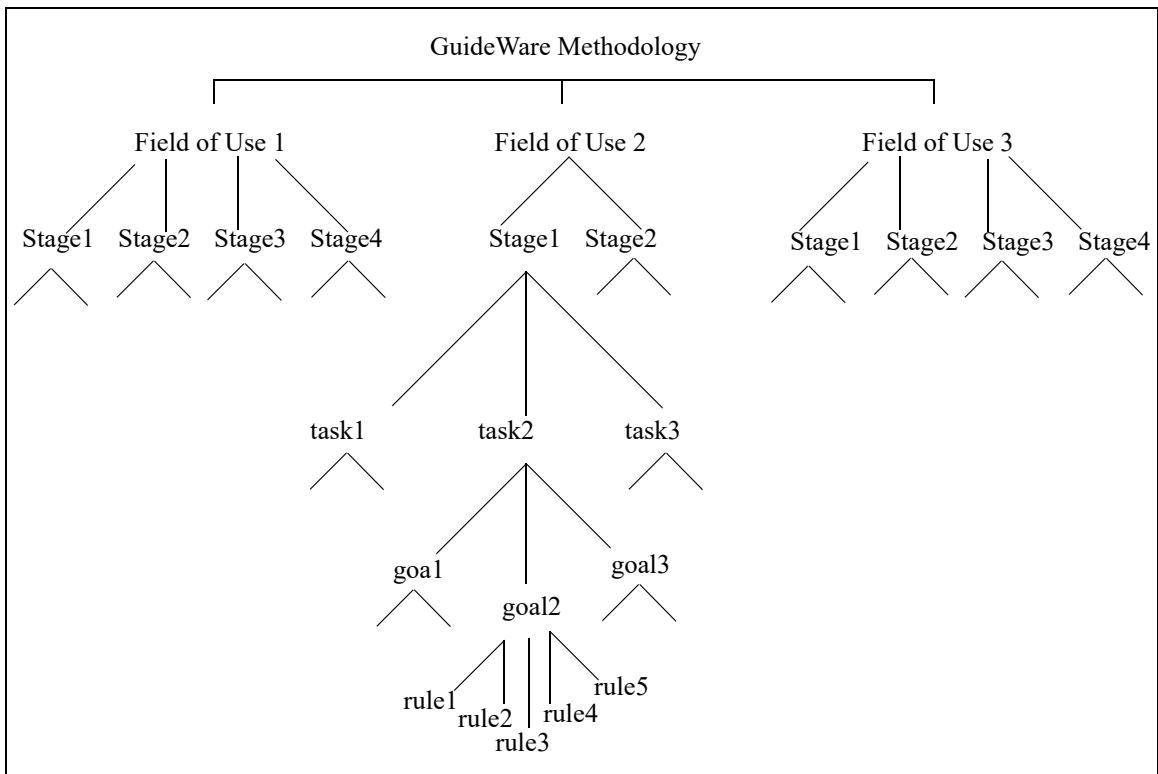 GuideWare Methodology
Field of Use 1 Field of Use 2 Field of Use 3
Stage1 Stage2 Stage3 Stage4 Stage1 Stage2 Stage1 Stage2 Stage3 Stage4
task1 task2 task3
goa1 goal3
goal2
rule5
rule1
rule2 rule4
rule3